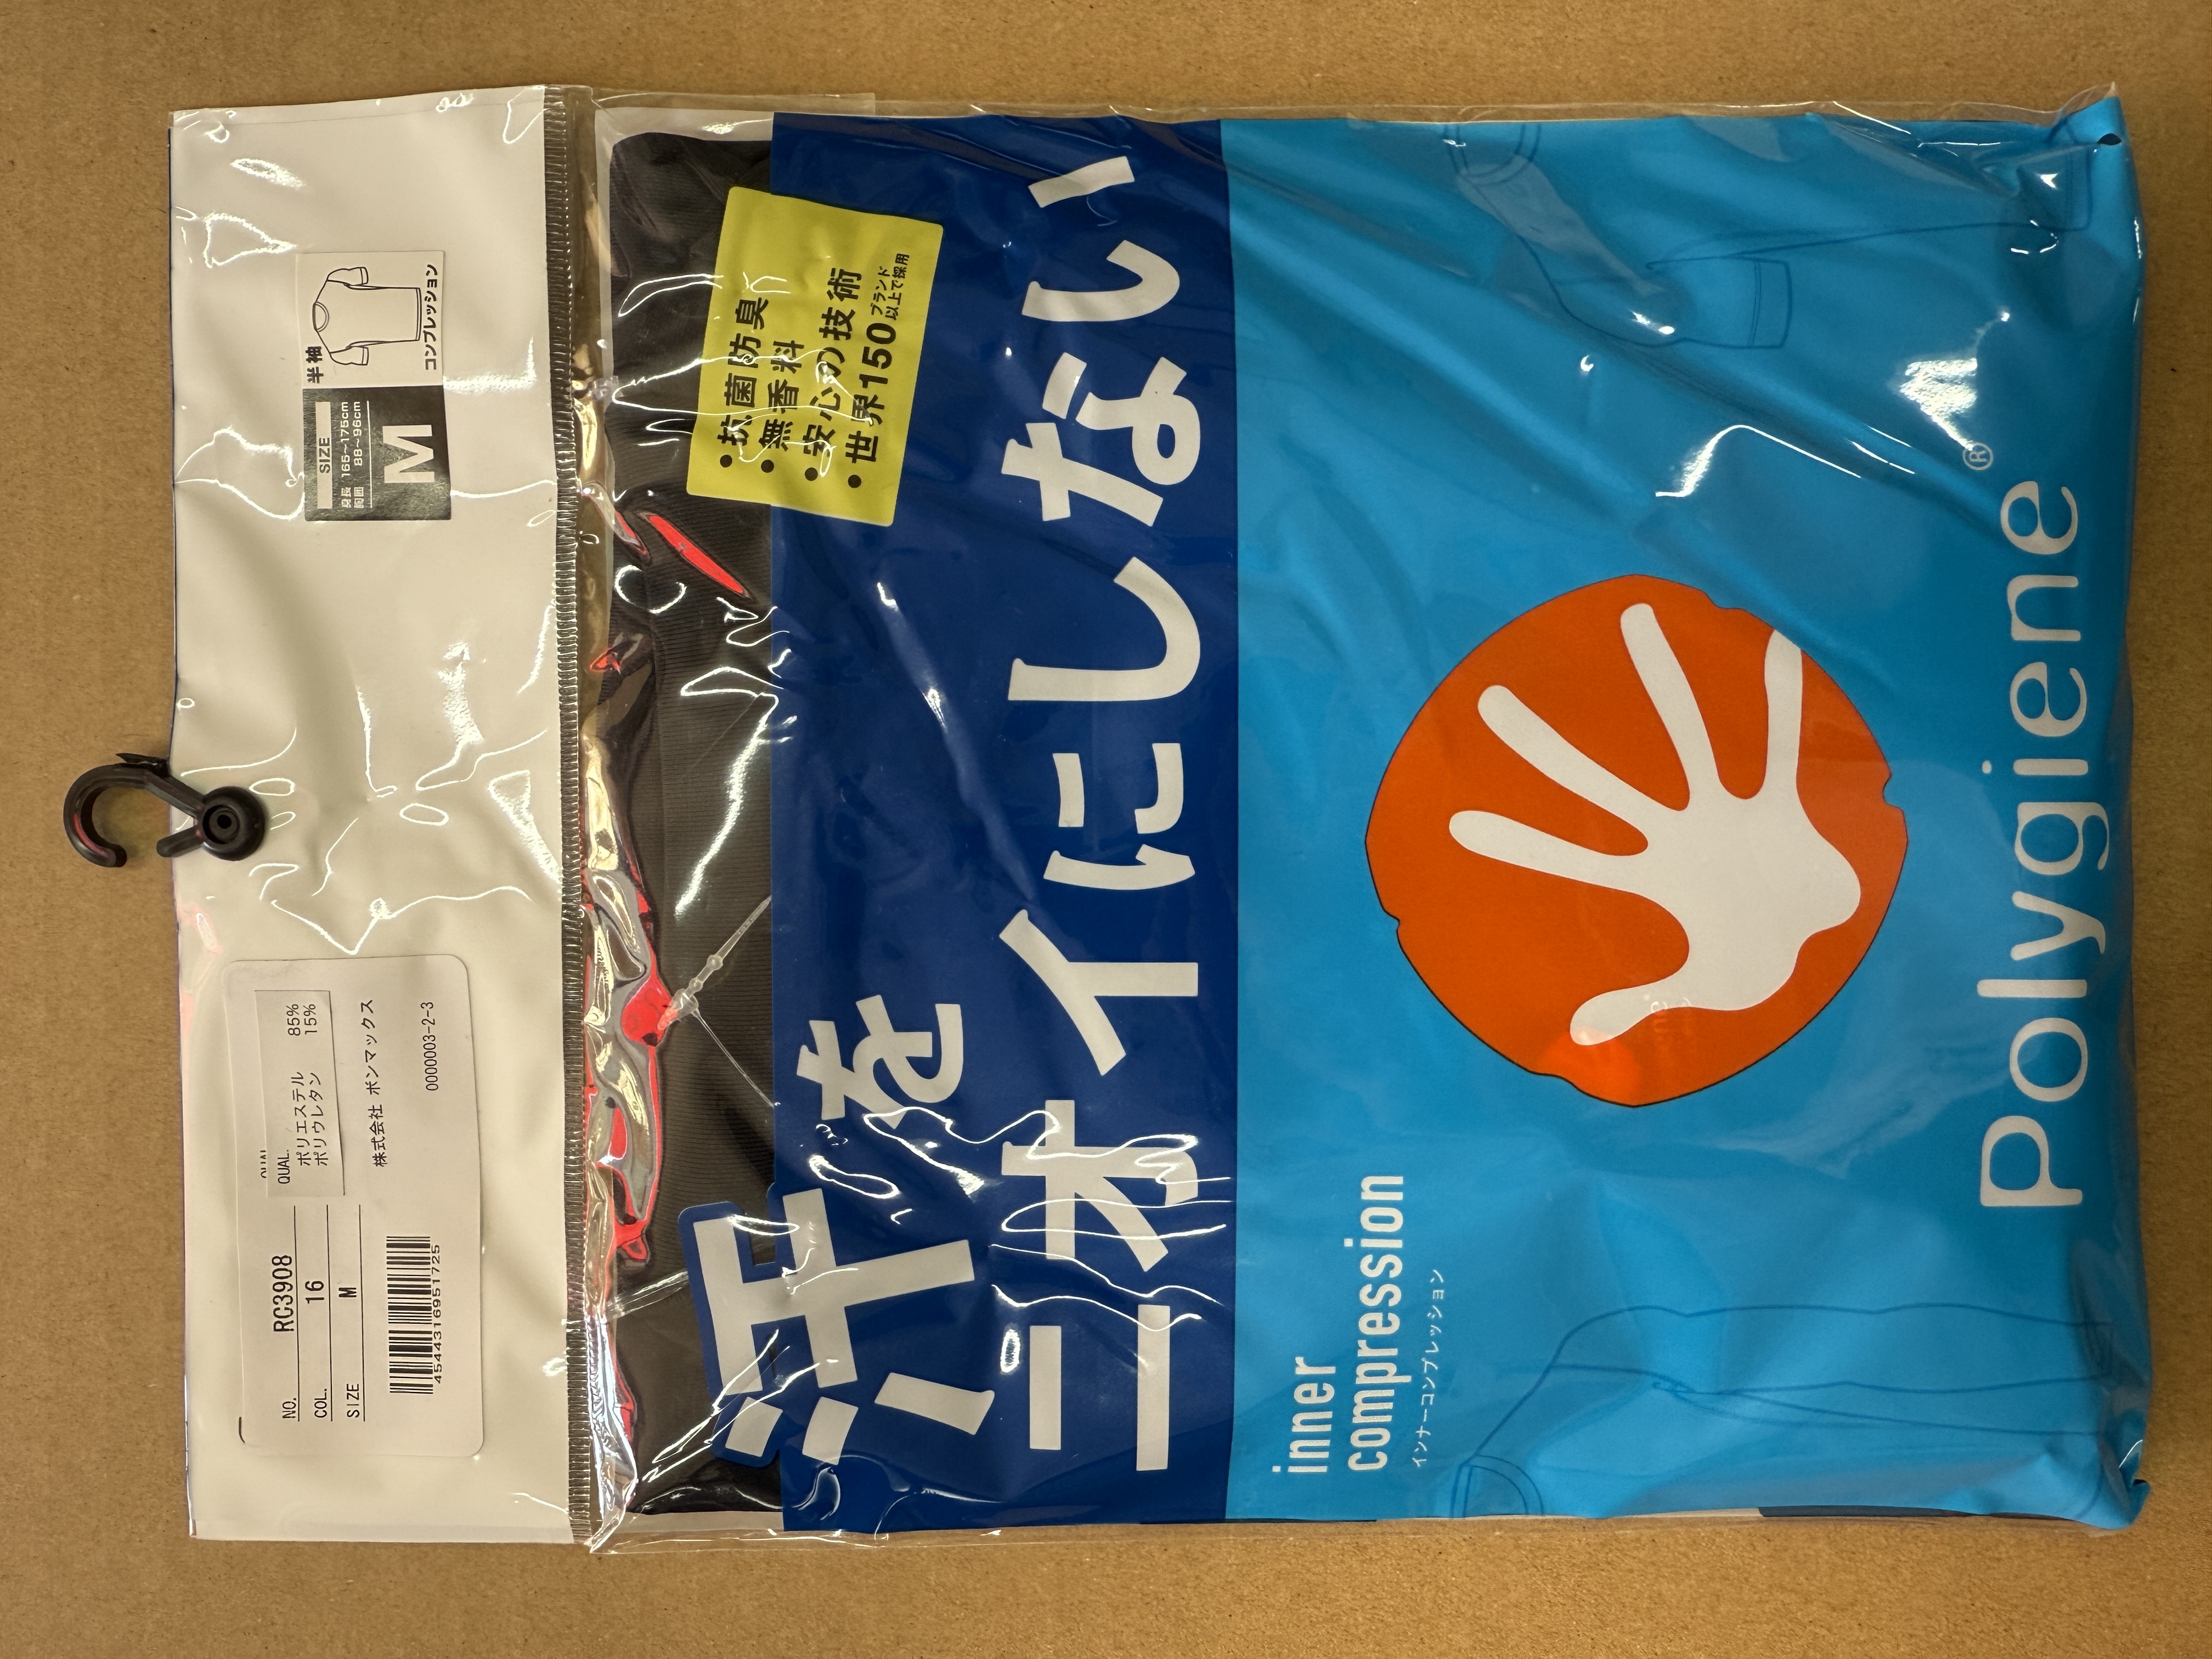 NO. RC3908
COL. 16
SIZE M
QUAL.
ポリエステル 85%
ポリウレタン 15%
株式会社 ボンマックス
4544316951725
0000003-2-3
SIZE
身長 165~175cm
胸囲 88~96cm
M
半袖
コンプレッション
・抗菌防臭
・無香料
・安心の技術
・世界150ブランド以上で採用
汗を
ニオイにしない
inner
compression
インナーコンプレッション
Polygiene®